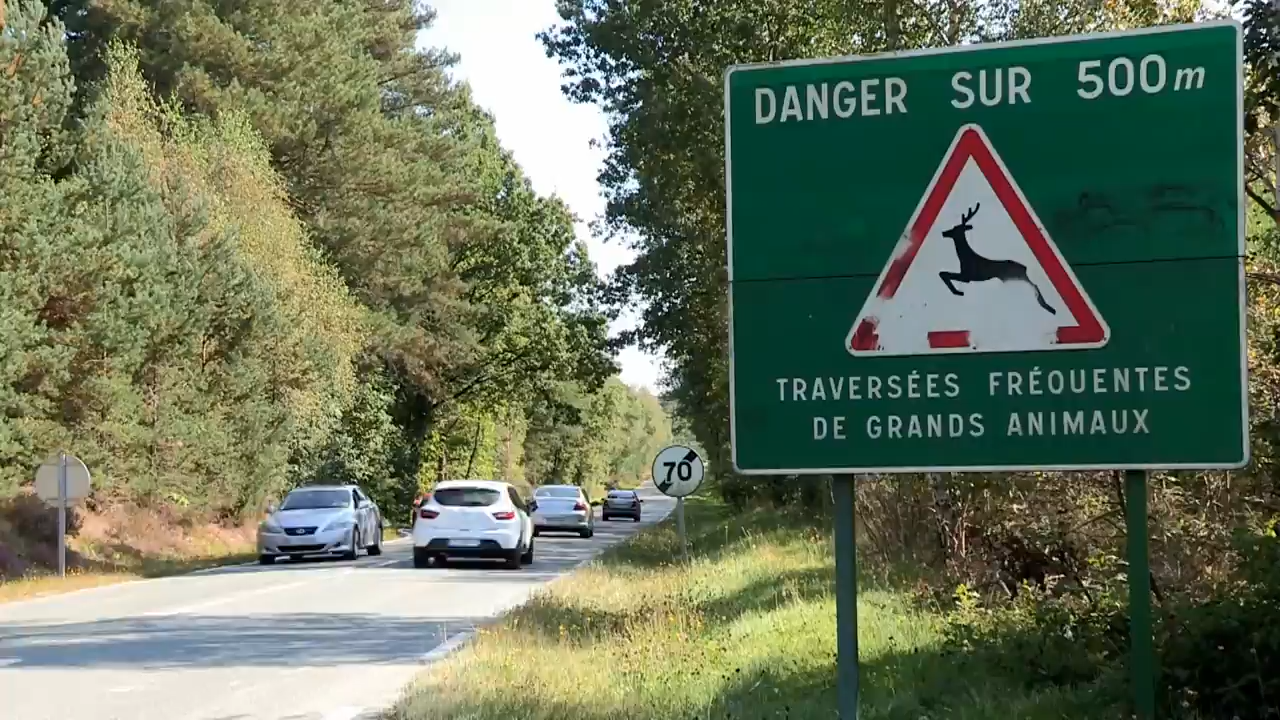 DANGER SUR 500m
TRAVERSÉES FRÉQUENTES
DE GRANDS ANIMAUX
70